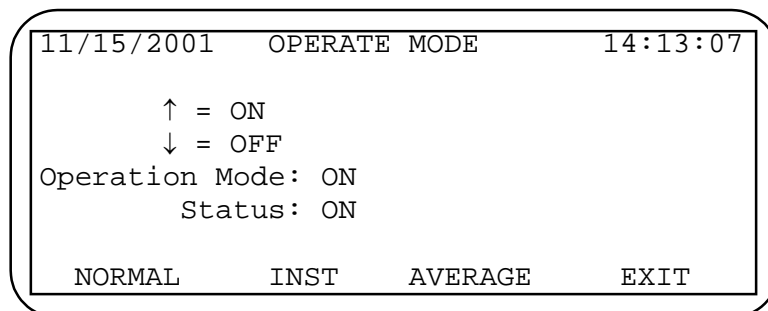 11/15/2001 OPERATE MODE 14:13:07
↑ = ON
↓ = OFF
Operation Mode: ON
Status: ON
NORMAL INST AVERAGE EXIT